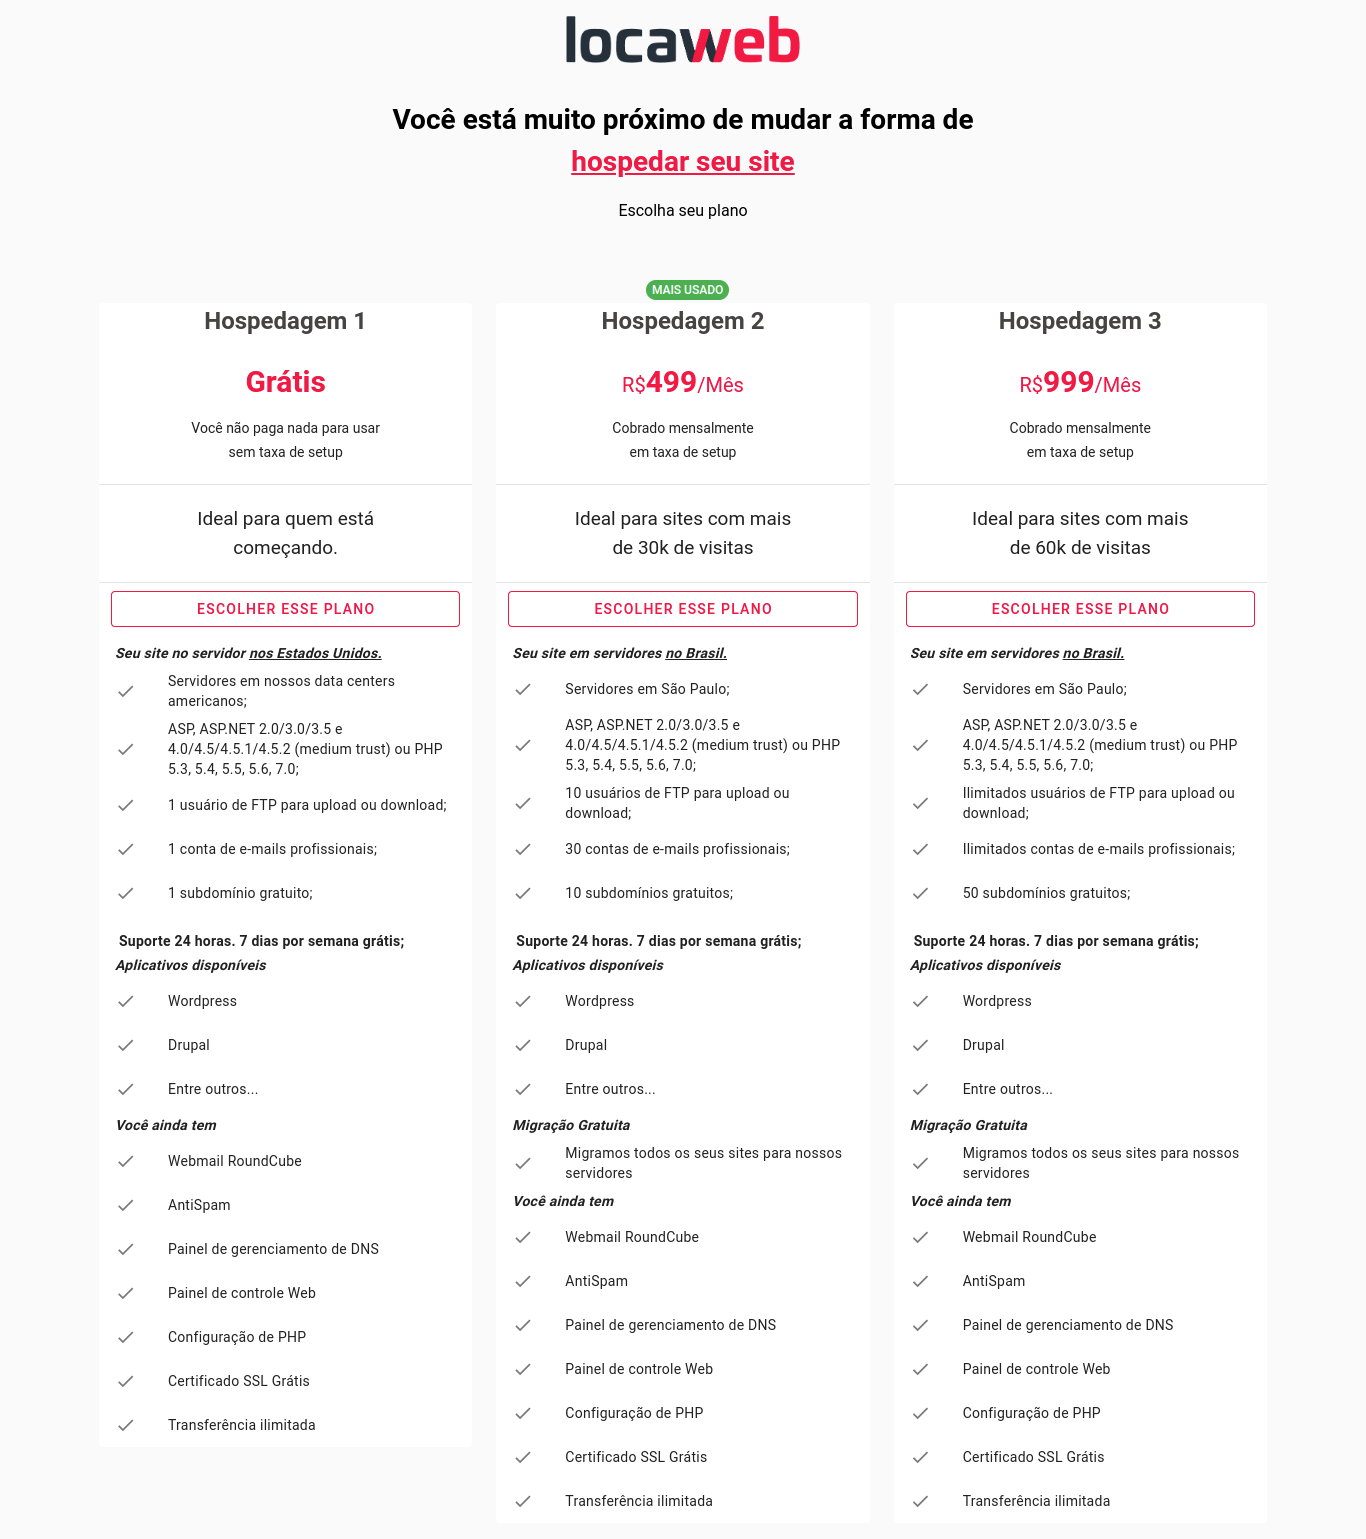 locaweb
Você está muito próximo de mudar a forma de
hospedar seu site
Escolha seu plano
Hospedagem 1
Grátis
Você não paga nada para usar
sem taxa de setup
Ideal para quem está
começando.
ESCOLHER ESSE PLANO
Seu site no servidor nos Estados Unidos.
Servidores em nossos data centers
americanos;
ASP, ASP.NET 2.0/3.0/3.5 e
4.0/4.5/4.5.1/4.5.2 (medium trust) ou PHP
5.3, 5.4, 5.5, 5.6, 7.0;
1 usuário de FTP para upload ou download;
1 conta de e-mails profissionais;
1 subdomínio gratuito;
Suporte 24 horas. 7 dias por semana grátis;
Aplicativos disponíveis
Wordpress
Drupal
Entre outros...
Você ainda tem
Webmail RoundCube
AntiSpam
Painel de gerenciamento de DNS
Painel de controle Web
Configuração de PHP
Certificado SSL Grátis
Transferência ilimitada
MAIS USADO
Hospedagem 2
R$499/Mês
Cobrado mensalmente
em taxa de setup
Ideal para sites com mais
de 30k de visitas
ESCOLHER ESSE PLANO
Seu site em servidores no Brasil.
Servidores em São Paulo;
ASP, ASP.NET 2.0/3.0/3.5 e
4.0/4.5/4.5.1/4.5.2 (medium trust) ou PHP
5.3, 5.4, 5.5, 5.6, 7.0;
10 usuários de FTP para upload ou
download;
30 contas de e-mails profissionais;
10 subdomínios gratuitos;
Suporte 24 horas. 7 dias por semana grátis;
Aplicativos disponíveis
Wordpress
Drupal
Entre outros...
Migração Gratuita
Migramos todos os seus sites para nossos
servidores
Você ainda tem
Webmail RoundCube
AntiSpam
Painel de gerenciamento de DNS
Painel de controle Web
Configuração de PHP
Certificado SSL Grátis
Transferência ilimitada
Hospedagem 3
R$999/Mês
Cobrado mensalmente
em taxa de setup
Ideal para sites com mais
de 60k de visitas
ESCOLHER ESSE PLANO
Seu site em servidores no Brasil.
Servidores em São Paulo;
ASP, ASP.NET 2.0/3.0/3.5 e
4.0/4.5/4.5.1/4.5.2 (medium trust) ou PHP
5.3, 5.4, 5.5, 5.6, 7.0;
Ilimitados usuários de FTP para upload ou
download;
Ilimitados contas de e-mails profissionais;
50 subdomínios gratuitos;
Suporte 24 horas. 7 dias por semana grátis;
Aplicativos disponíveis
Wordpress
Drupal
Entre outros...
Migração Gratuita
Migramos todos os seus sites para nossos
servidores
Você ainda tem
Webmail RoundCube
AntiSpam
Painel de gerenciamento de DNS
Painel de controle Web
Configuração de PHP
Certificado SSL Grátis
Transferência ilimitada